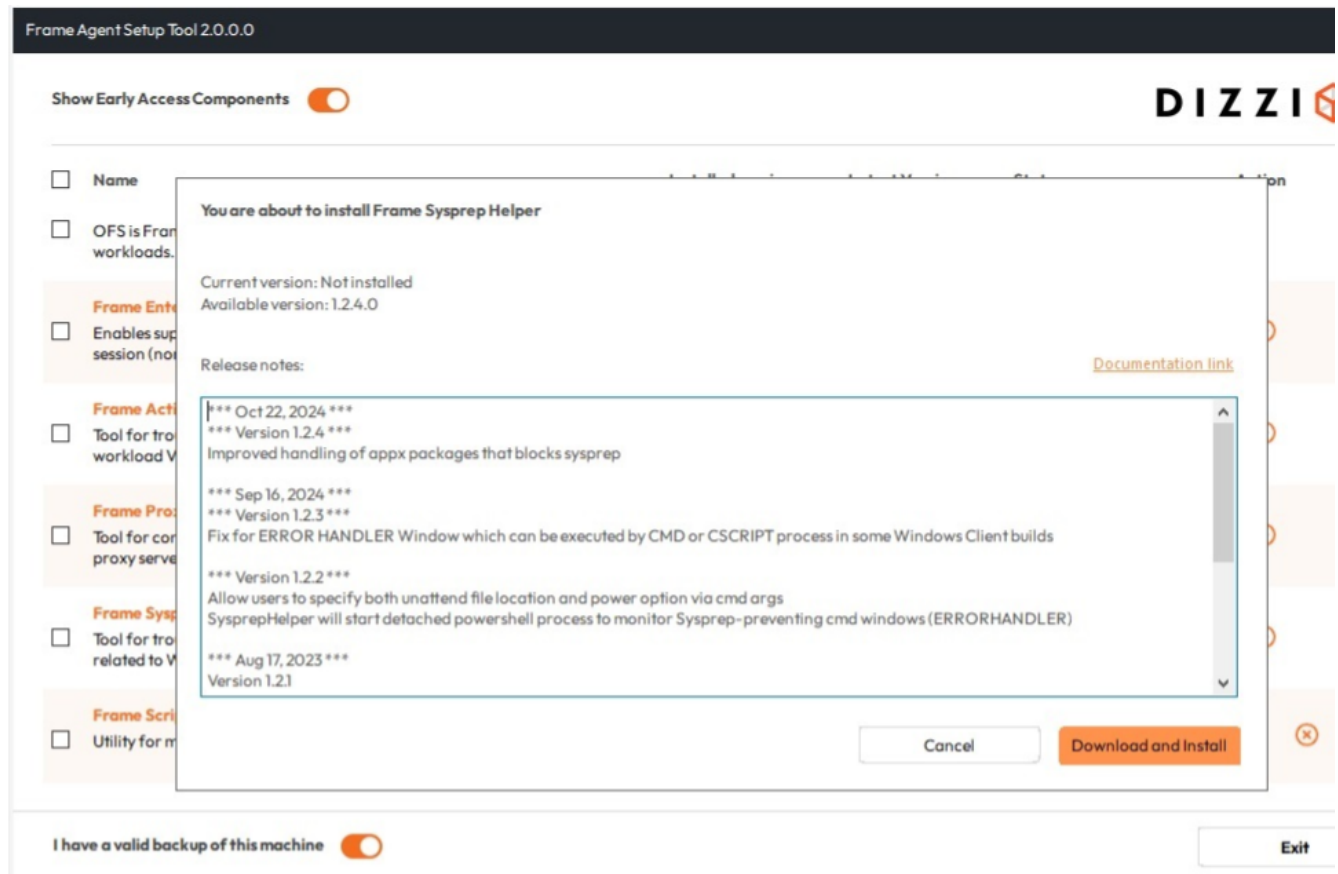 Frame Agent Setup Tool 2.0.0.0
Show Early Access Components
DIZZI
Name
You are about to install Frame Sysprep Helper
OFS is Fran
workloads.
Current version: Not installed
Available version: 1.2.4.0
Frame Ente
Enables sup
session (nor
Release notes:
Documentation link
*** Oct 22, 2024 ***
*** Version 1.2.4 ***
Improved handling of appx packages that blocks sysprep
*** Sep 16, 2024 ***
*** Version 1.2.3 ***
Fix for ERROR HANDLER Window which can be executed by CMD or CSCRIPT process in some Windows Client builds
*** Version 1.2.2 ***
Allow users to specify both unattend file location and power option via cmd args
SysprepHelper will start detached powershell process to monitor Sysprep-preventing cmd windows (ERRORHANDLER)
*** Aug 17, 2023 ***
Version 1.2.1
Frame Acti
Tool for tro
workload V
Frame Prox
Tool for cor
proxy serve
Frame Sysp
Tool for tro
related to W
Frame Scri
Utility for m
Cancel
Download and Install
I have a valid backup of this machine
Exit